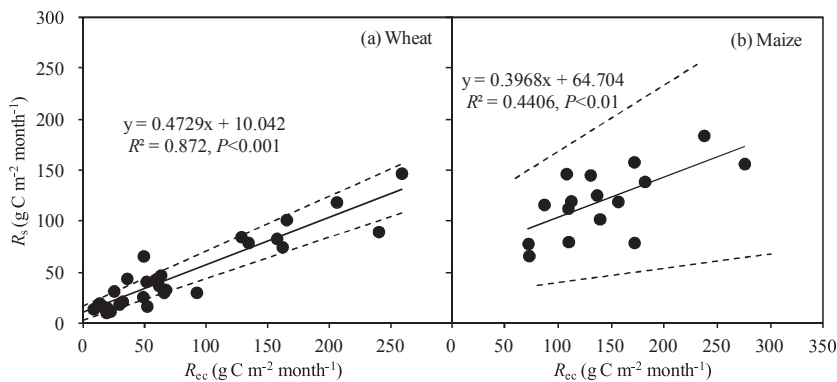 (a) Wheat
y = 0.4729x + 10.042
R² = 0.872, P<0.001
300
250
200
150
100
50
0
Rs (g C m-2 month-1)
0 50 100 150 200 250 300
Rec (g C m-2 month-1)
(b) Maize
y = 0.3968x + 64.704
R² = 0.4406, P<0.01
0 50 100 150 200 250 300 350
Rec (g C m-2 month-1)